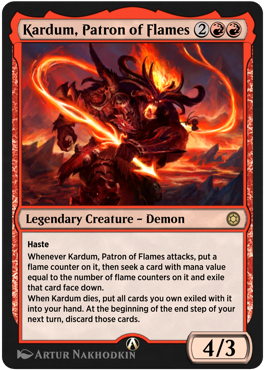 Kardum, Patron of Flames 2
Legendary Creature – Demon
Haste
Whenever Kardum, Patron of Flames attacks, put a
flame counter on it, then seek a card with mana value
equal to the number of flame counters on it and exile
that card face down.
When Kardum dies, put all cards you own exiled with it
into your hand. At the beginning of the end step of your
next turn, discard those cards.
Artur Nakhodkin
4/3